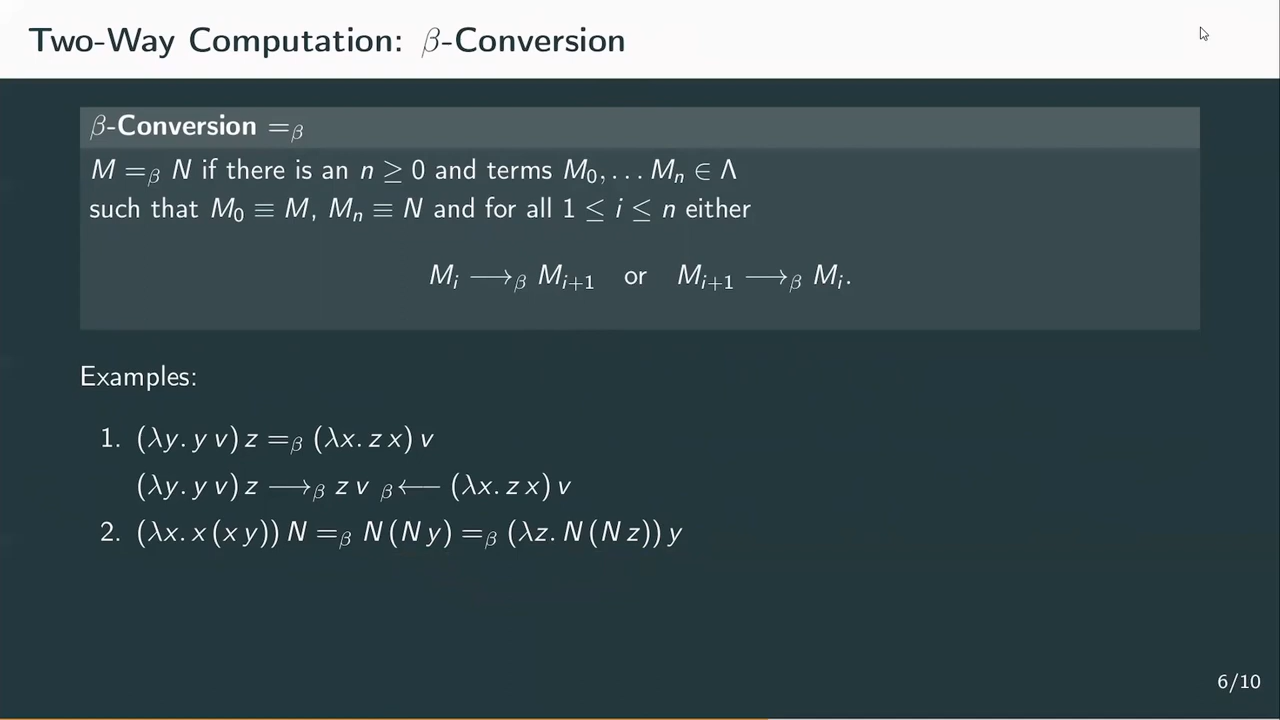 Two-Way Computation: β-Conversion
β-Conversion =β
M =β N if there is an n ≥ 0 and terms M₀, . . . Mₙ ∈ Λ
such that M₀ ≡ M, Mₙ ≡ N and for all 1 ≤ i ≤ n either
Mᵢ ⟶β Mᵢ₊₁ or Mᵢ₊₁ ⟶β Mᵢ.
Examples:
1. (λy. y v) z =β (λx. z x) v
(λy. y v) z ⟶β z v β⟵ (λx. z x) v
2. (λx. x (x y)) N =β N (N y) =β (λz. N (N z)) y
6/10